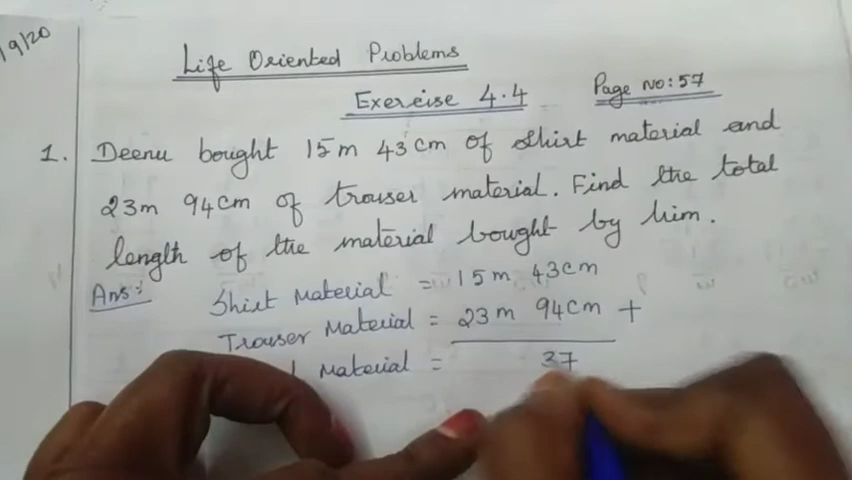 /9/20
Life Oriented Problems
Exercise 4.4 Page No:57
1. Deenu bought 15m 43cm of shirt material and
23m 94cm of trouser material. Find the total
length of the material bought by him.
Ans:
Shirt Material = 15m 43cm
Trouser Material = 23m 94cm +
Material = 37